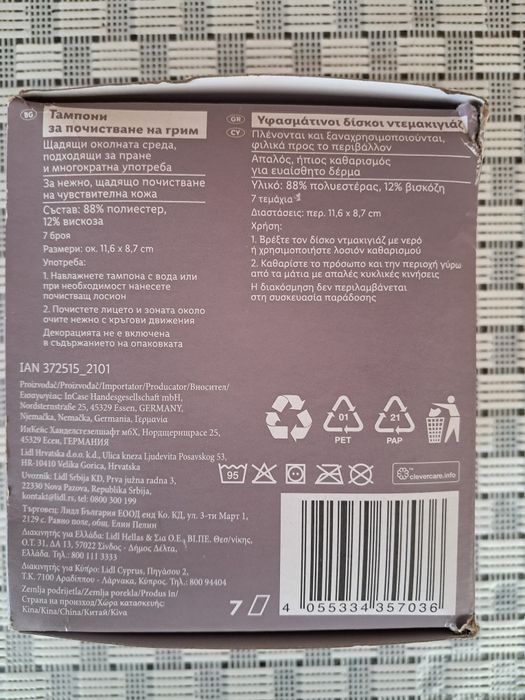 BG
Тампони
за почистване на грим
Щадящи околната среда,
подходящи за пране
и многократна употреба
За нежно, щадящо почистване
на чувствителна кожа
Състав: 88% полиестер,
12% вискоза
7 броя
Размери: ок. 11,6 x 8,7 cm
Употреба:
1. Навлажнете тампона с вода или
при необходимост нанесете
почистващ лосион
2. Почистете лицето и зоната около
очите нежно с кръгови движения
Декорацията не е включена
в съдържанието на опаковката
GR
CY
Υφασμάτινοι δίσκοι ντεμακιγιάζ
Πλένονται και ξαναχρησιμοποιούνται,
φιλικά προς το περιβάλλον
Απαλός, ήπιος καθαρισμός
για ευαίσθητο δέρμα
Υλικό: 88% πολυεστέρας, 12% βισκόζη
7 τεμάχια
Διαστάσεις: περ. 11,6 x 8,7 cm
Χρήση:
1. Βρέξτε τον δίσκο ντεμακιγιάζ με νερό
ή χρησιμοποιήστε λοσιόν καθαρισμού
2. Καθαρίστε το πρόσωπο και την περιοχή γύρω
από τα μάτια με απαλές κυκλικές κινήσεις
Η διακόσμηση δεν περιλαμβάνεται
στη συσκευασία παράδοσης
IAN 372515_2101
Proizvođač/Proizvođač/Importator/Producator/Вносител/
Εισαγωγέας: InCase Handesgesellschaft mbH,
Nordsternstraße 25, 45329 Essen, GERMANY,
Njemačka, Nemačka, Germania, Γερμανία
ИнКейс Ханделсгезелшафт мбХ, Нордщерншрасе 25,
45329 Есен, ГЕРМАНИЯ
Lidl Hrvatska d.o.o. k.d., Ulica kneza Ljudevita Posavskog 53,
HR-10410 Velika Gorica, Hrvatska
Uvoznik: Lidl Srbija KD, Prva južna radna 3,
22330 Nova Pazova, Republika Srbija,
kontakt@lidl.rs, tel: 0800 300 199
Търговец: Лидл България ЕООД енд Ко. КД, ул. 3-ти Март 1,
2129 с. Равно поле, общ. Елин Пелин
Διακινητής για Ελλάδα: Lidl Hellas & Σια Ο.Ε., ΒΙ.ΠΕ. Θεσ/νίκης,
Ο.Τ. 31, ΔΑ 13, 57022 Σίνδος - Δήμος Δέλτα,
Ελλάδα. Τηλ.: 800 111 3333
Διακινητής για Κύπρο: Lidl Cyprus, Πηγάσου 2,
Τ.Κ. 7100 Αραδίππου - Λάρνακα, Κύπρος. Τηλ.: 800 94404
Zemlja podrijetla/Zemlja porekla/Produs in/
Страна на произход/Χώρα κατασκευής:
Kina/Kina/China/Китай/Κίνα
01
PET
21
PAP
95
clevercare.info
7
4 055334 357036